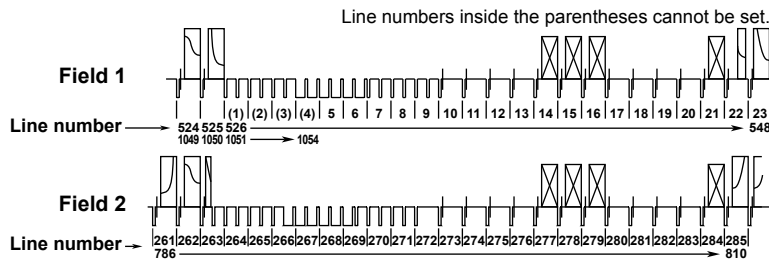 Line numbers inside the parentheses cannot be set.
Field 1
(1) (2) (3) (4) 5 6 7 8 9 10 11 12 13 14 15 16 17 18 19 20 21 22 23
Line number 524 525 526 548
1049 1050 1051 1054
Field 2
Line number 261 262 263 264 265 266 267 268 269 270 271 272 273 274 275 276 277 278 279 280 281 282 283 284 285
786 810